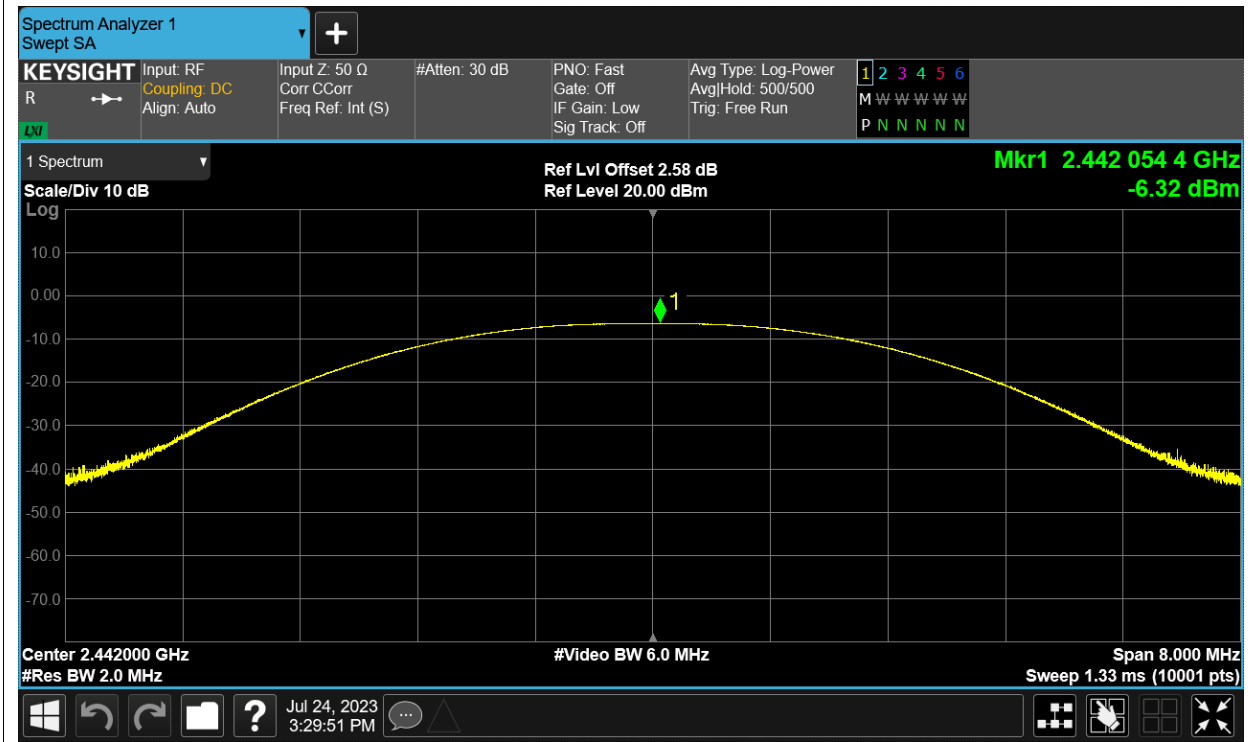 Spectrum Analyzer 1
Swept SA
KEYSIGHT
R
LXI
Input: RF
Coupling: DC
Align: Auto
Input Z: 50 Ω
Corr CCorr
Freq Ref: Int (S)
#Atten: 30 dB
PNO: Fast
Gate: Off
IF Gain: Low
Sig Track: Off
Avg Type: Log-Power
Avg|Hold: 500/500
Trig: Free Run
1 2 3 4 5 6
M W W W W W
P N N N N N
1 Spectrum
Scale/Div 10 dB
Log
Ref Lvl Offset 2.58 dB
Ref Level 20.00 dBm
Mkr1 2.442 054 4 GHz
-6.32 dBm
10.0
0.00
1
-10.0
-20.0
-30.0
-40.0
-50.0
-60.0
-70.0
Center 2.442000 GHz
#Res BW 2.0 MHz
#Video BW 6.0 MHz
Span 8.000 MHz
Sweep 1.33 ms (10001 pts)
?
Jul 24, 2023
3:29:51 PM